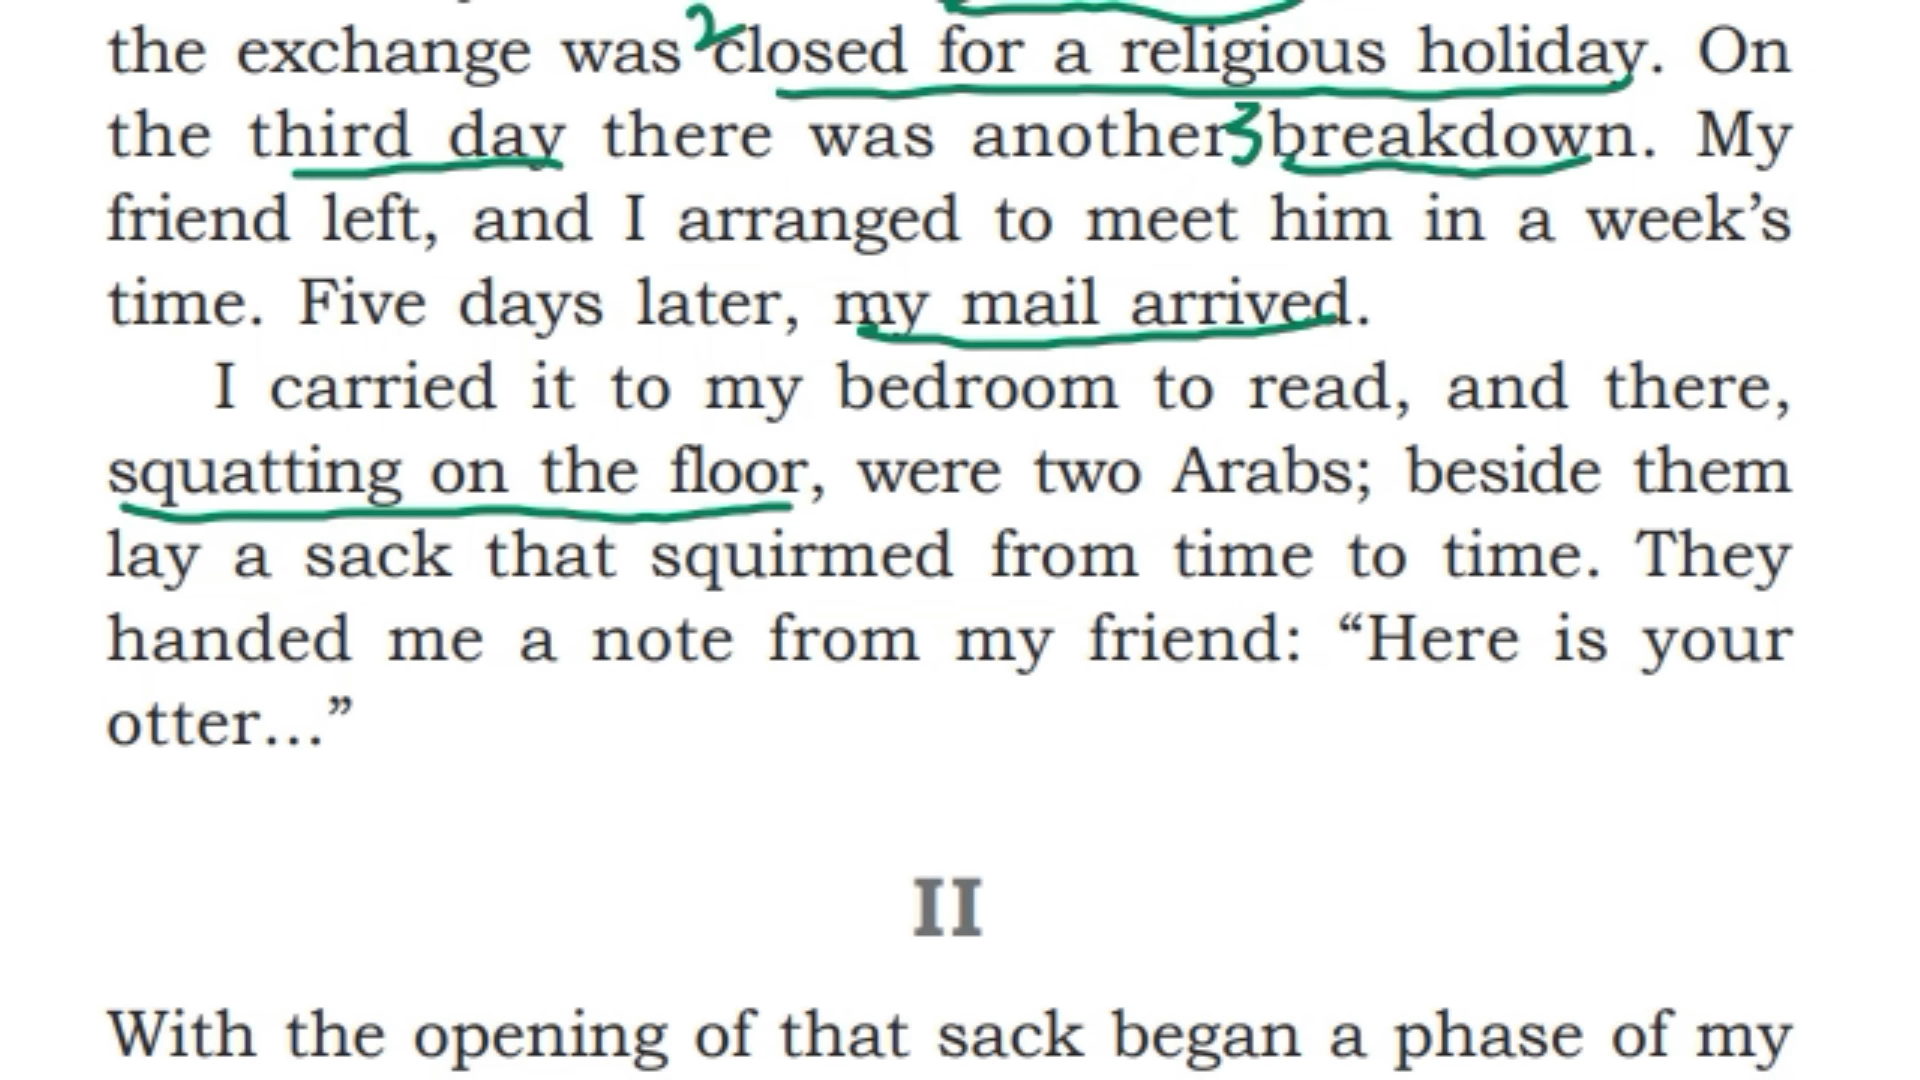 the exchange was 2 closed for a religious holiday. On
the third day there was another 3 breakdown. My
friend left, and I arranged to meet him in a week’s
time. Five days later, my mail arrived.
I carried it to my bedroom to read, and there,
squatting on the floor, were two Arabs; beside them
lay a sack that squirmed from time to time. They
handed me a note from my friend: “Here is your
otter...”
II
With the opening of that sack began a phase of my